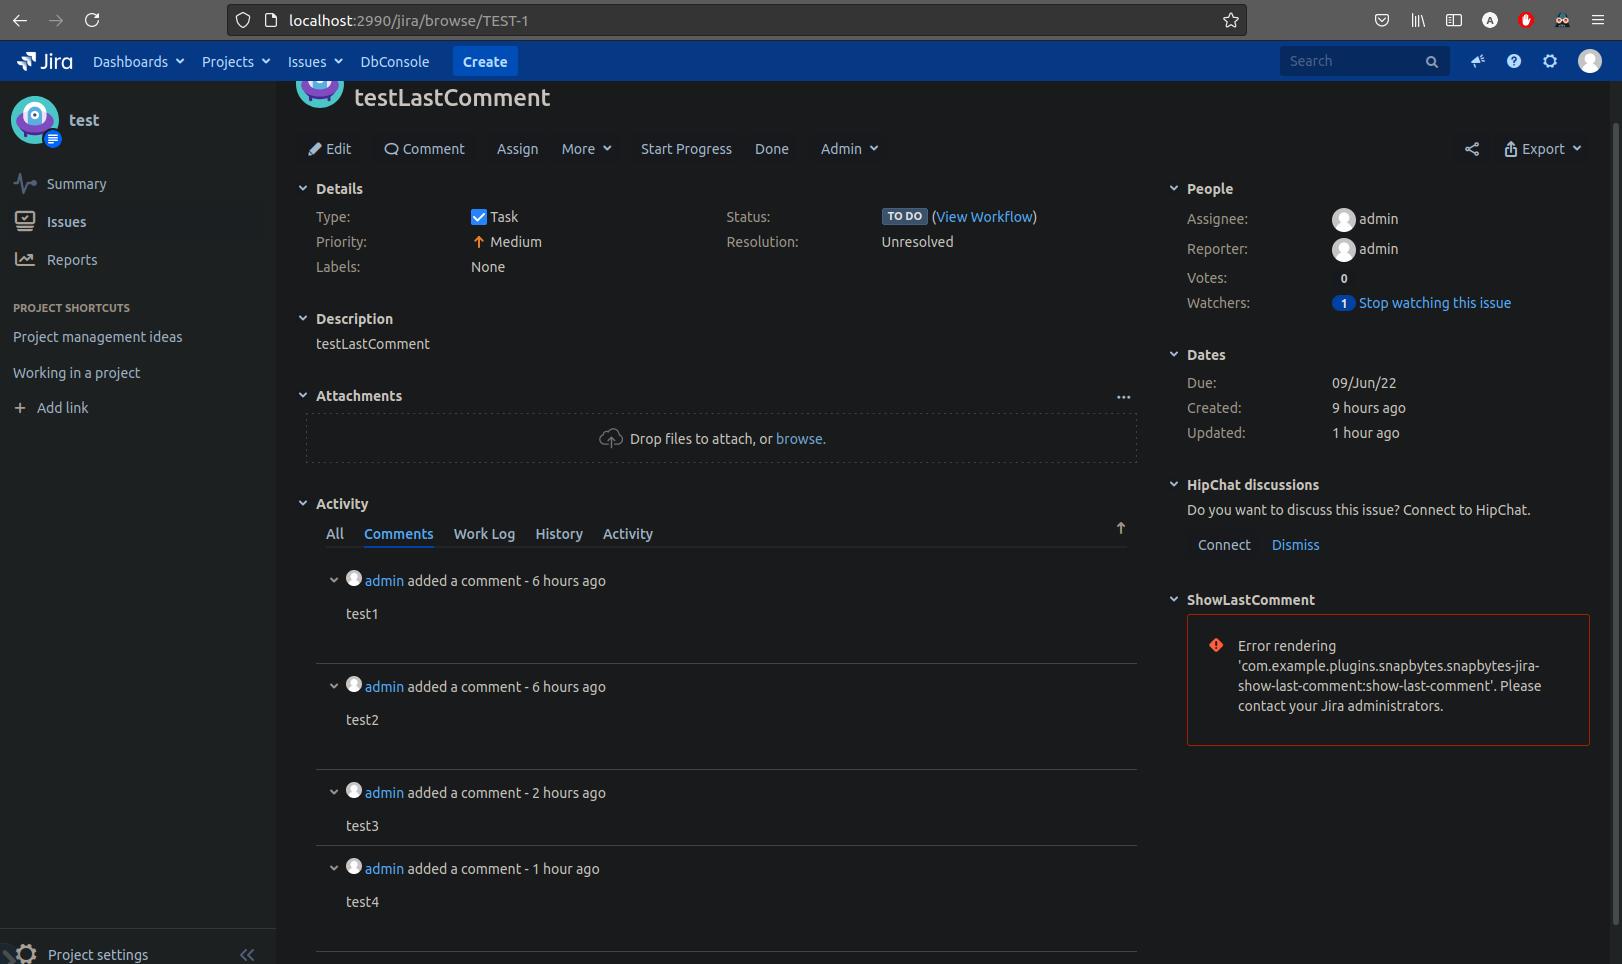 localhost:2990/jira/browse/TEST-1
A
Jira Dashboards Projects Issues DbConsole Create Search ?
test
Summary
Issues
Reports
PROJECT SHORTCUTS
Project management ideas
Working in a project
+ Add link
Project settings
testLastComment
Edit Comment Assign More Start Progress Done Admin Export
Details
Type: Task Status: TO DO (View Workflow)
Priority: Medium Resolution: Unresolved
Labels: None
Description
testLastComment
Attachments
Drop files to attach, or browse.
Activity
All Comments Work Log History Activity
admin added a comment - 6 hours ago
test1
admin added a comment - 6 hours ago
test2
admin added a comment - 2 hours ago
test3
admin added a comment - 1 hour ago
test4
People
Assignee: admin
Reporter: admin
Votes: 0
Watchers: 1 Stop watching this issue
Dates
Due: 09/Jun/22
Created: 9 hours ago
Updated: 1 hour ago
HipChat discussions
Do you want to discuss this issue? Connect to HipChat.
Connect Dismiss
ShowLastComment
Error rendering
'com.example.plugins.snapbytes.snapbytes-jira-
show-last-comment:show-last-comment'. Please
contact your Jira administrators.